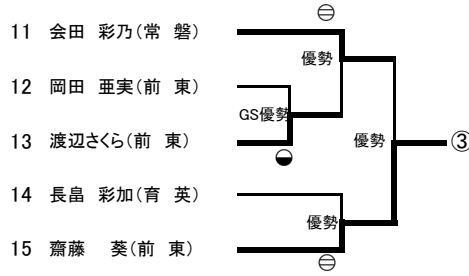 11 会田 彩乃(常 磐)
優勢
12 岡田 亜実(前 東)
GS優勢
13 渡辺さくら(前 東)
優勢
③
14 長畠 彩加(育 英)
優勢
15 齋藤 葵(前 東)